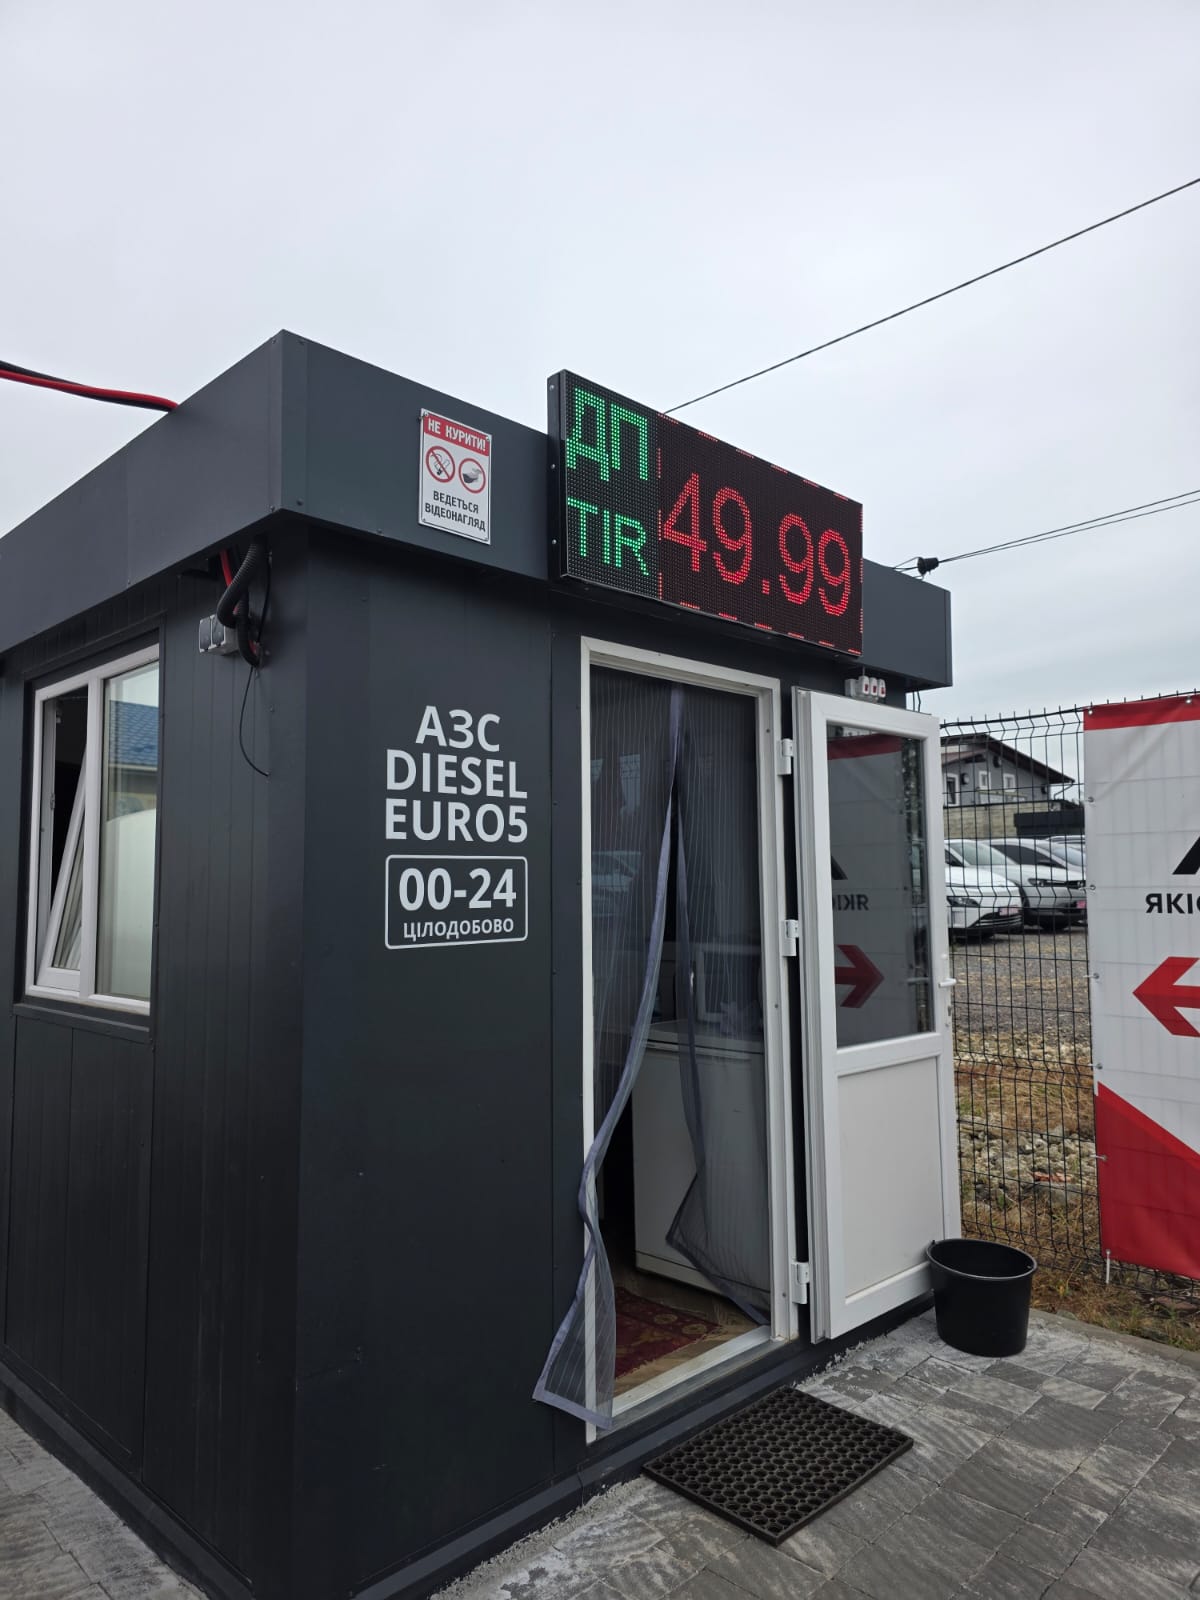 НЕ КУРИТИ!
ВЕДЕТЬСЯ
ВІДЕОНАГЛЯД
ДП
TIR
49.99
АЗС
DIESEL
EURO5
00-24
ЦІЛОДОБОВО